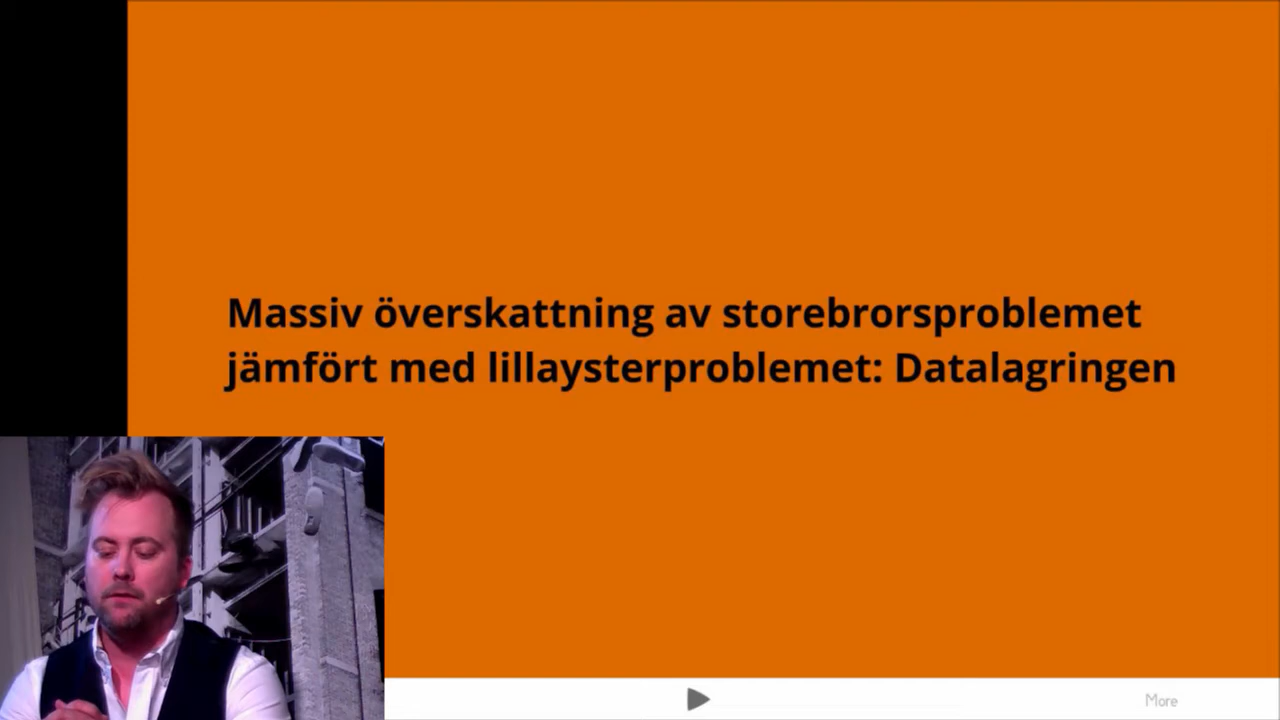 Massiv överskattning av storebrorsproblemet
jämfört med lillaysterproblemet: Datalagringen
More